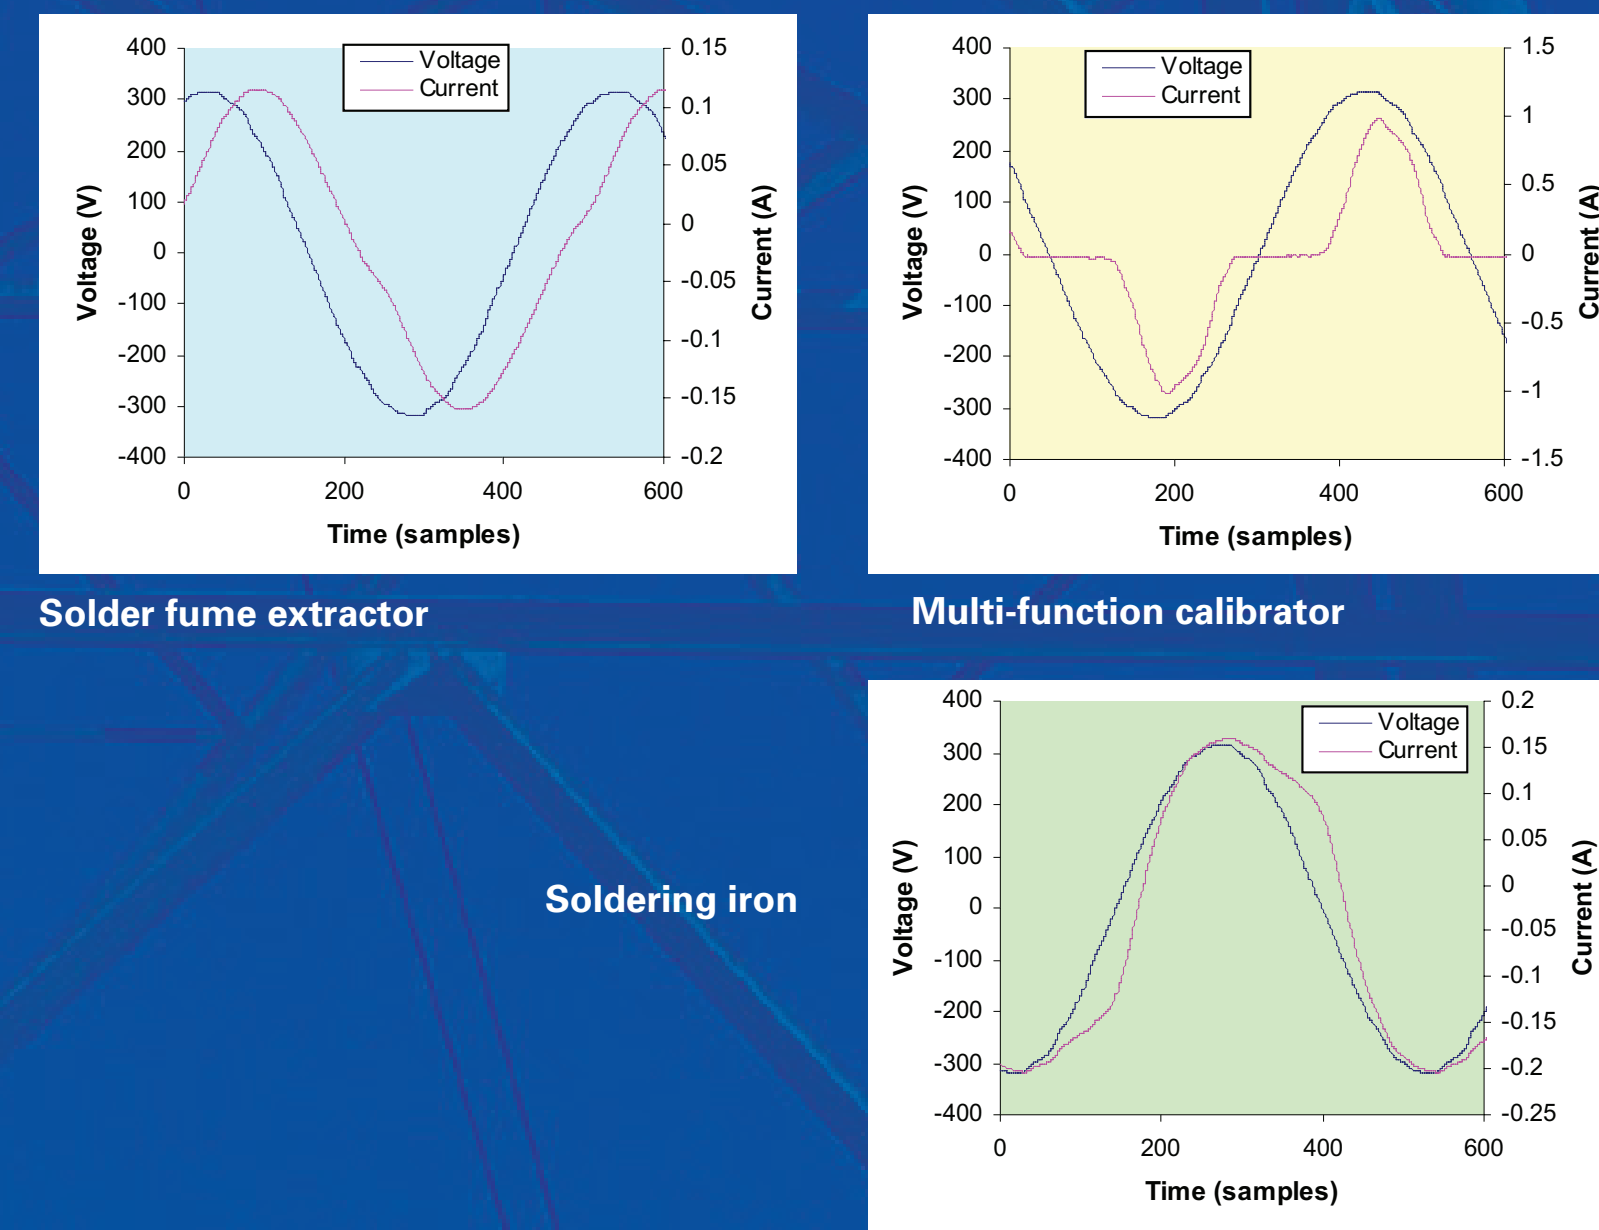 Voltage
Current
400
300
200
100
0
-100
-200
-300
-400
Voltage (V)
0.15
0.1
0.05
0
-0.05
-0.1
-0.15
-0.2
Current (A)
0 200 400 600
Time (samples)
Solder fume extractor
Voltage
Current
400
300
200
100
0
-100
-200
-300
-400
Voltage (V)
1.5
1
0.5
0
-0.5
-1
-1.5
Current (A)
0 200 400 600
Time (samples)
Multi-function calibrator
Soldering iron
Voltage
Current
400
300
200
100
0
-100
-200
-300
-400
Voltage (V)
0.2
0.15
0.1
0.05
0
-0.05
-0.1
-0.15
-0.2
-0.25
Current (A)
0 200 400 600
Time (samples)